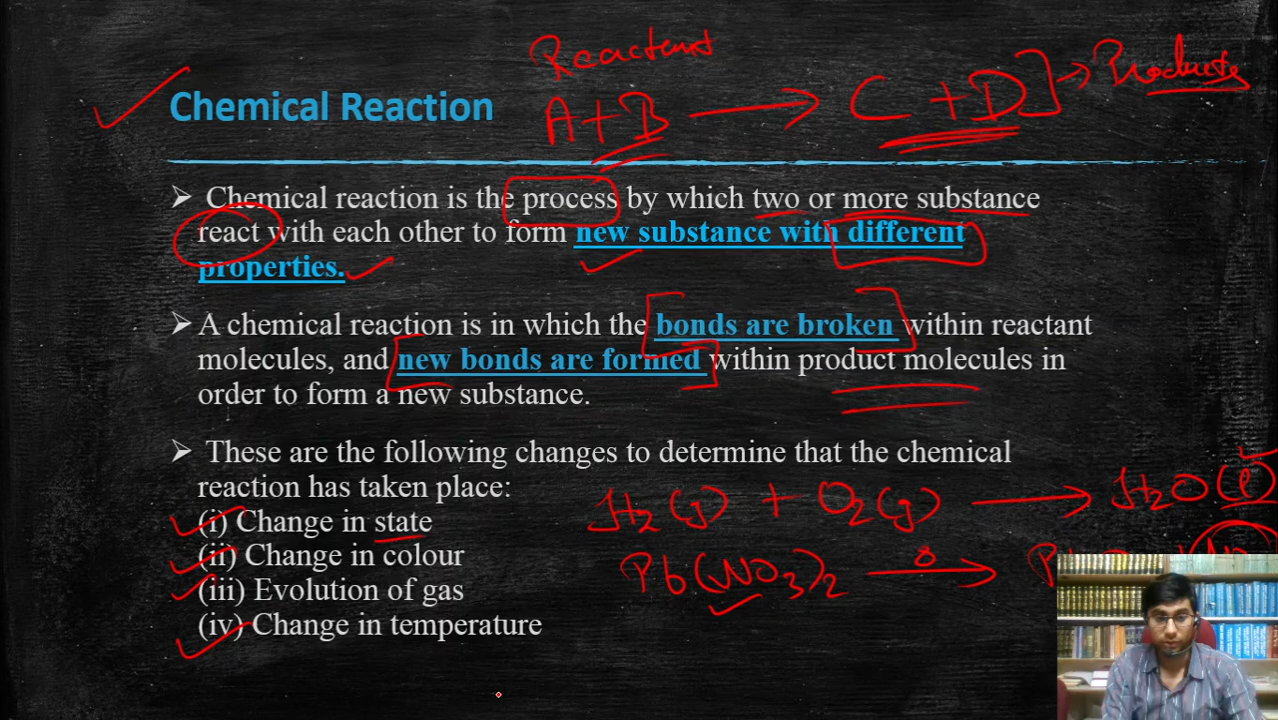 Reactant
Chemical Reaction
A + B → C + D] → Products
➤ Chemical reaction is the process by which two or more substance
react with each other to form new substance with different
properties.
➤ A chemical reaction is in which the bonds are broken within reactant
molecules, and new bonds are formed within product molecules in
order to form a new substance.
➤ These are the following changes to determine that the chemical
reaction has taken place:
(i) Change in state
H₂(g) + O₂(g) → H₂O(l)
(ii) Change in colour
Pb(NO₃)₂ Δ→
(iii) Evolution of gas
(iv) Change in temperature